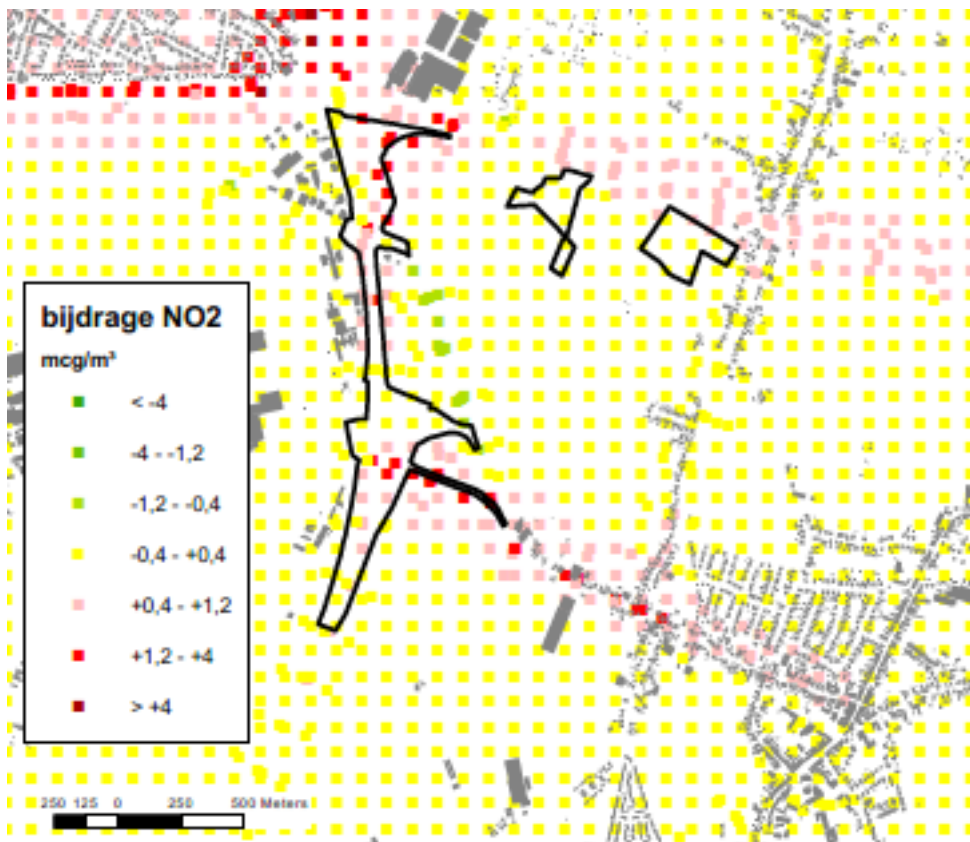 bijdrage NO2
mcg/m³
< -4
-4 - -1,2
-1,2 - -0,4
-0,4 - +0,4
+0,4 - +1,2
+1,2 - +4
> +4
250 125 0 250 500 Meters